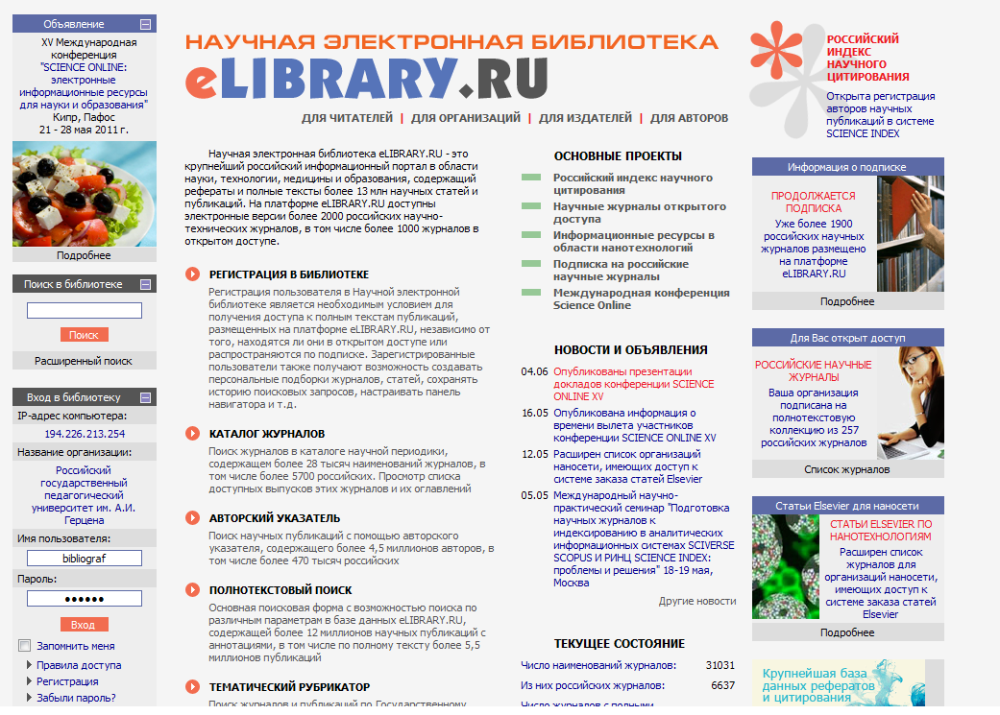 Объявление
XV Международная
конференция
"SCIENCE ONLINE:
электронные
информационные ресурсы
для науки и образования"
Кипр, Пафос
21 - 28 мая 2011 г.
Подробнее
Поиск в библиотеке
Поиск
Расширенный поиск
Вход в библиотеку
IP-адрес компьютера:
194.226.213.254
Название организации:
Российский
государственный
педагогический
университет им. А.И.
Герцена
Имя пользователя:
bibliograf
Пароль:
••••••
Вход
Запомнить меня
Правила доступа
Регистрация
Забыли пароль?
НАУЧНАЯ ЭЛЕКТРОННАЯ БИБЛИОТЕКА
eLIBRARY.RU
ДЛЯ ЧИТАТЕЛЕЙ | ДЛЯ ОРГАНИЗАЦИЙ | ДЛЯ ИЗДАТЕЛЕЙ | ДЛЯ АВТОРОВ
Научная электронная библиотека eLIBRARY.RU - это
крупнейший российский информационный портал в области
науки, технологии, медицины и образования, содержащий
рефераты и полные тексты более 13 млн научных статей и
публикаций. На платформе eLIBRARY.RU доступны
электронные версии более 2000 российских научно-
технических журналов, в том числе более 1000 журналов в
открытом доступе.
РЕГИСТРАЦИЯ В БИБЛИОТЕКЕ
Регистрация пользователя в Научной электронной
библиотеке является необходимым условием для
получения доступа к полным текстам публикаций,
размещенных на платформе eLIBRARY.RU, независимо от
того, находятся ли они в открытом доступе или
распространяются по подписке. Зарегистрированные
пользователи также получают возможность создавать
персональные подборки журналов, статей, сохранять
историю поисковых запросов, настраивать панель
навигатора и т.д.
КАТАЛОГ ЖУРНАЛОВ
Поиск журналов в каталоге научной периодики,
содержащем более 28 тысяч наименований журналов, в
том числе более 5700 российских. Просмотр списка
доступных выпусков этих журналов и их оглавлений
АВТОРСКИЙ УКАЗАТЕЛЬ
Поиск научных публикаций с помощью авторского
указателя, содержащего более 4,5 миллионов авторов, в
том числе более 470 тысяч российских
ПОЛНОТЕКСТОВЫЙ ПОИСК
Основная поисковая форма с возможностью поиска по
различным параметрам в базе данных eLIBRARY.RU,
содержащей более 12 миллионов научных публикаций с
аннотациями, в том числе по полному тексту более 5,5
миллионов публикаций
ТЕМАТИЧЕСКИЙ РУБРИКАТОР
Поиск журналов и публикаций по Государственному
ОСНОВНЫЕ ПРОЕКТЫ
Российский индекс научного
цитирования
Научные журналы открытого
доступа
Информационные ресурсы в
области нанотехнологий
Подписка на российские
научные журналы
Международная конференция
Science Online
НОВОСТИ И ОБЪЯВЛЕНИЯ
04.06 Опубликованы презентации
докладов конференции SCIENCE
ONLINE XV
16.05 Опубликована информация о
времени вылета участников
конференции SCIENCE ONLINE XV
12.05 Расширен список организаций
наносети, имеющих доступ к
системе заказа статей Elsevier
05.05 Международный научно-
практический семинар "Подготовка
научных журналов к
индексированию в аналитических
информационных системах SCIVERSE
SCOPUS И РИНЦ SCIENCE INDEX:
проблемы и решения" 18-19 мая,
Москва
Другие новости
ТЕКУЩЕЕ СОСТОЯНИЕ
Число наименований журналов: 31031
Из них российских журналов: 6637
Число журналов с полными
РОССИЙСКИЙ
ИНДЕКС
НАУЧНОГО
ЦИТИРОВАНИЯ
Открыта регистрация
авторов научных
публикаций в системе
SCIENCE INDEX
Информация о подписке
ПРОДОЛЖАЕТСЯ
ПОДПИСКА
Уже более 1900
российских научных
журналов размещено
на платформе
eLIBRARY.RU
Подробнее
Для Вас открыт доступ
РОССИЙСКИЕ НАУЧНЫЕ
ЖУРНАЛЫ
Ваша организация
подписана на
полнотекстовую
коллекцию из 257
российских журналов
Список журналов
Статьи Elsevier для наносети
СТАТЬИ ELSEVIER ПО
НАНОТЕХНОЛОГИЯМ
Расширен список
журналов для
организаций наносети,
имеющих доступ к
системе заказа статей
Elsevier
Подробнее
Крупнейшая база
данных рефератов
и цитирования